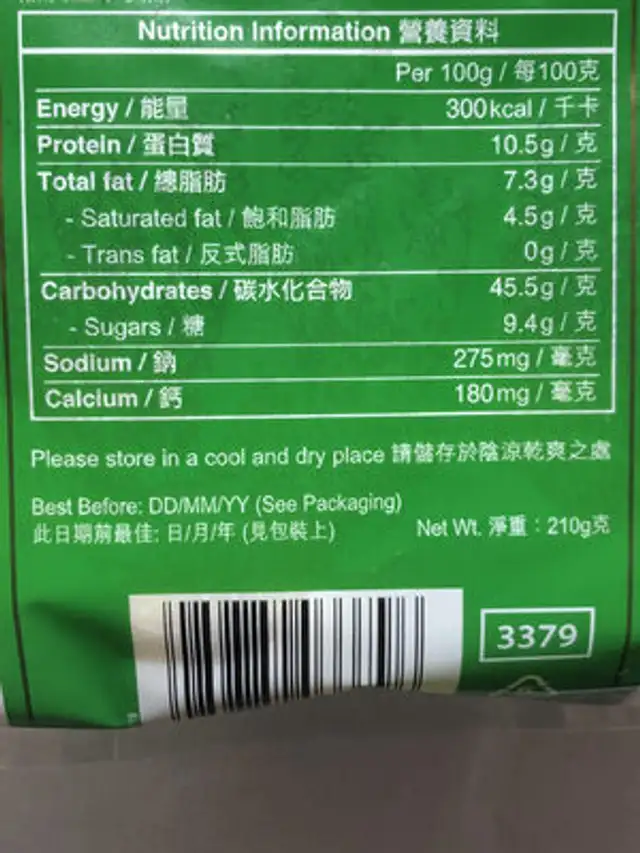 Nutrition Information 營養資料
Per 100g / 每100克
Energy / 能量 300kcal / 千卡
Protein / 蛋白質 10.5g / 克
Total fat / 總脂肪 7.3g / 克
- Saturated fat / 飽和脂肪 4.5g / 克
- Trans fat / 反式脂肪 0g / 克
Carbohydrates / 碳水化合物 45.5g / 克
- Sugars / 糖 9.4g / 克
Sodium / 鈉 275mg / 毫克
Calcium / 鈣 180mg / 毫克
Please store in a cool and dry place 請儲存於陰涼乾爽之處
Best Before: DD/MM/YY (See Packaging)
此日期前最佳: 日/月/年 (見包裝上)
Net Wt. 淨重：210g克
3379